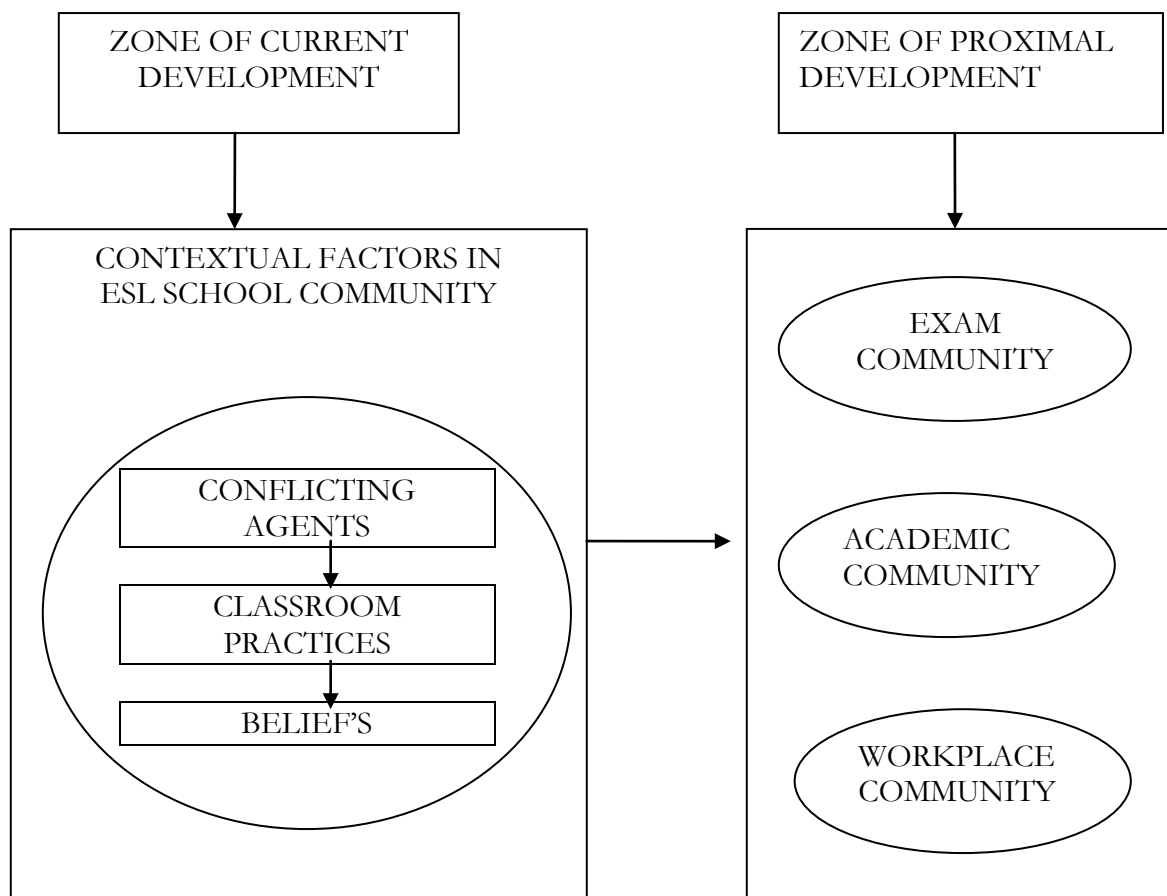 ZONE OF CURRENT
DEVELOPMENT
ZONE OF PROXIMAL
DEVELOPMENT
CONTEXTUAL FACTORS IN
ESL SCHOOL COMMUNITY
CONFLICTING
AGENTS
CLASSROOM
PRACTICES
BELIEF’S
EXAM
COMMUNITY
ACADEMIC
COMMUNITY
WORKPLACE
COMMUNITY